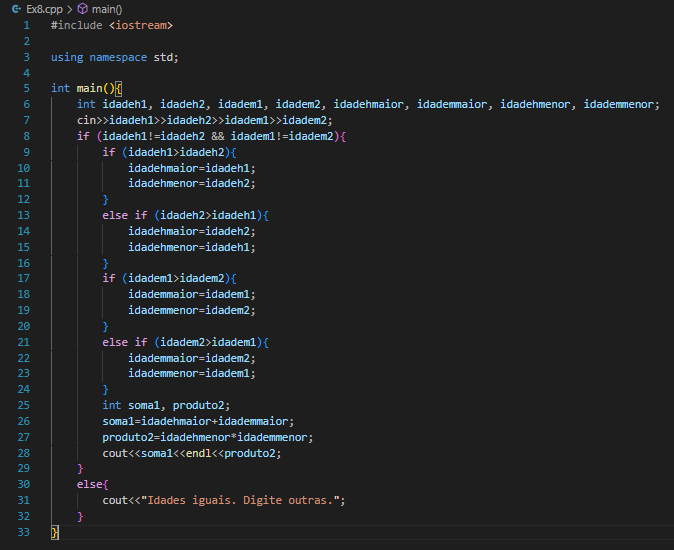 Ex8.cpp > main()
1 #include <iostream>
2
3 using namespace std;
4
5 int main(){
6 int idadeh1, idadeh2, idadem1, idadem2, idadehmaior, idademmaior, idadehmenor, idademmenor;
7 cin>>idadeh1>>idadeh2>>idadem1>>idadem2;
8 if (idadeh1!=idadeh2 && idadem1!=idadem2){
9 if (idadeh1>idadeh2){
10 idadehmaior=idadeh1;
11 idadehmenor=idadeh2;
12 }
13 else if (idadeh2>idadeh1){
14 idadehmaior=idadeh2;
15 idadehmenor=idadeh1;
16 }
17 if (idadem1>idadem2){
18 idademmaior=idadem1;
19 idademmenor=idadem2;
20 }
21 else if (idadem2>idadem1){
22 idademmaior=idadem2;
23 idademmenor=idadem1;
24 }
25 int soma1, produto2;
26 soma1=idadehmaior+idademmaior;
27 produto2=idadehmenor*idademmenor;
28 cout<<soma1<<endl<<produto2;
29 }
30 else{
31 cout<<"Idades iguais. Digite outras.";
32 }
33 }